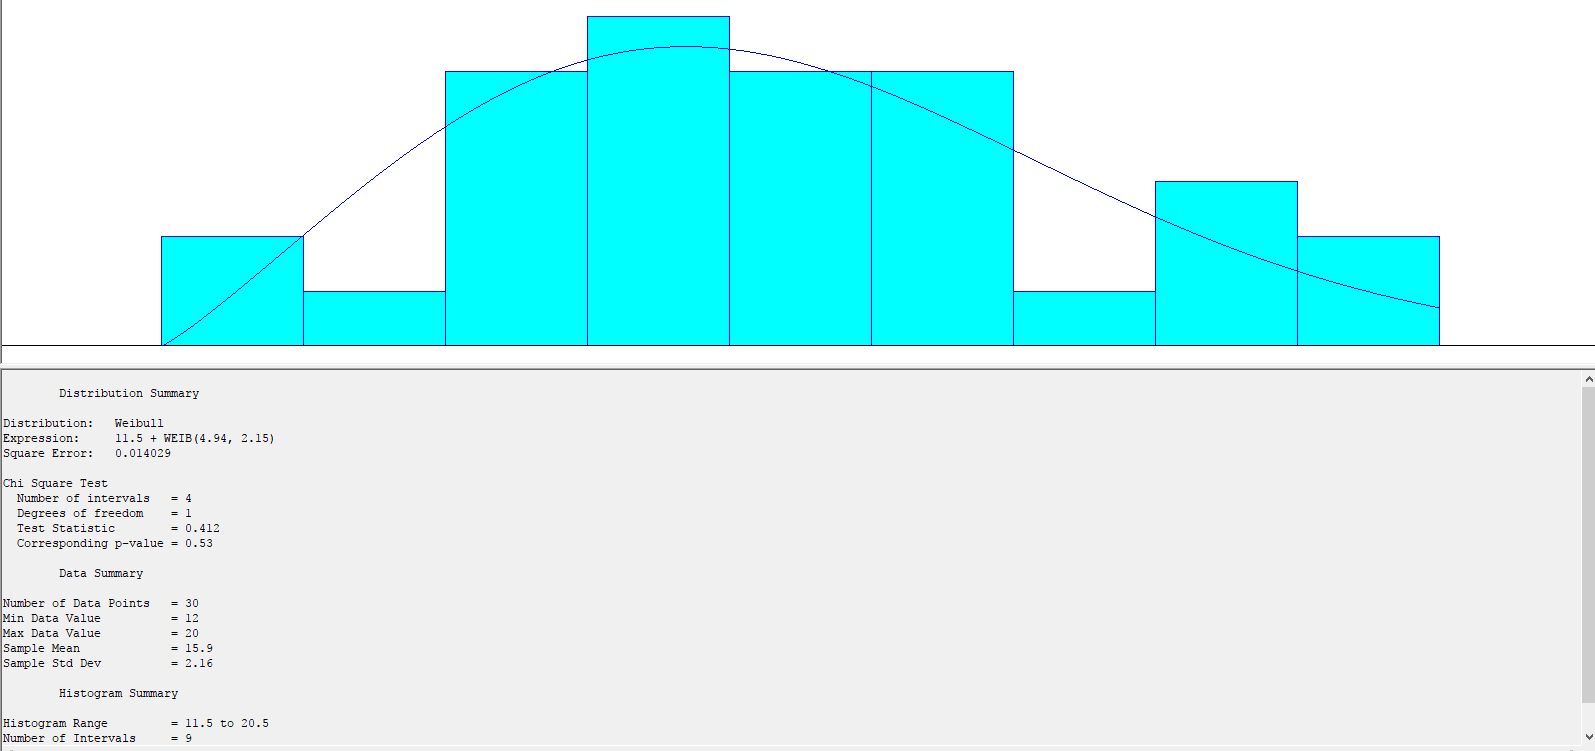 Distribution Summary
Distribution: Weibull
Expression: 11.5 + WEIB(4.94, 2.15)
Square Error: 0.014029
Chi Square Test
Number of intervals = 4
Degrees of freedom = 1
Test Statistic = 0.412
Corresponding p-value = 0.53
Data Summary
Number of Data Points = 30
Min Data Value = 12
Max Data Value = 20
Sample Mean = 15.9
Sample Std Dev = 2.16
Histogram Summary
Histogram Range = 11.5 to 20.5
Number of Intervals = 9